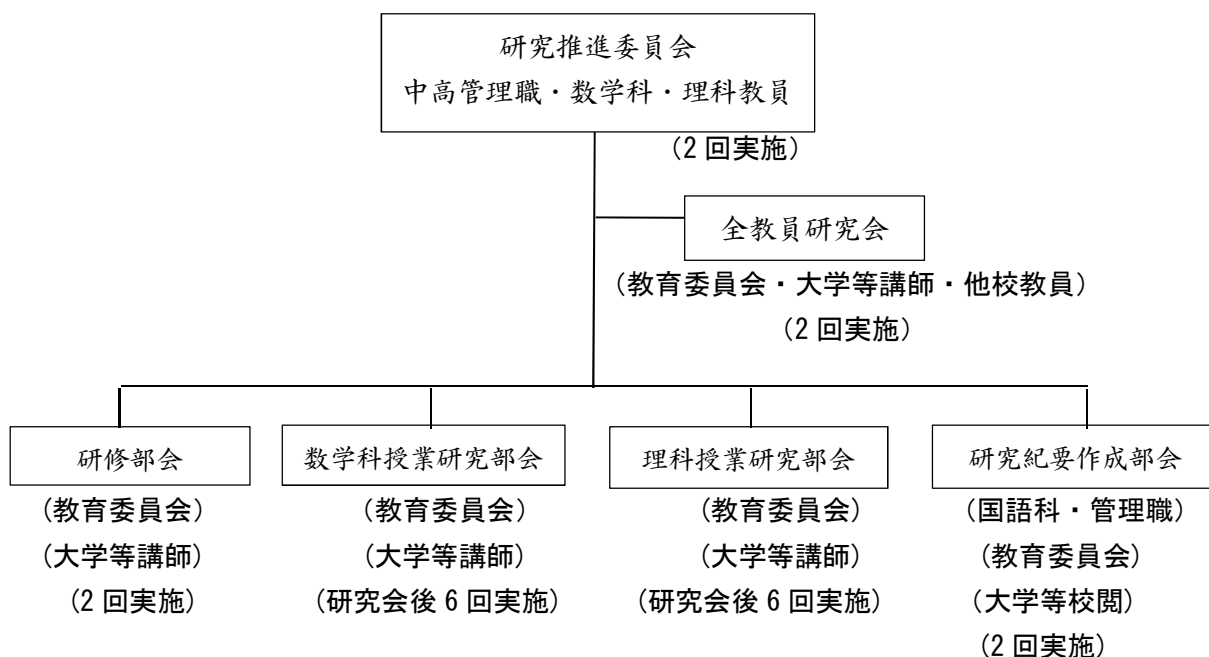 研究推進委員会
中高管理職・数学科・理科教員
（2 回実施）
全教員研究会
（教育委員会・大学等講師・他校教員）
（2 回実施）
研修部会
（教育委員会）
（大学等講師）
（2 回実施）
数学科授業研究部会
（教育委員会）
（大学等講師）
（研究会後 6 回実施）
理科授業研究部会
（教育委員会）
（大学等講師）
（研究会後 6 回実施）
研究紀要作成部会
（国語科・管理職）
（教育委員会）
（大学等校閲）
（2 回実施）